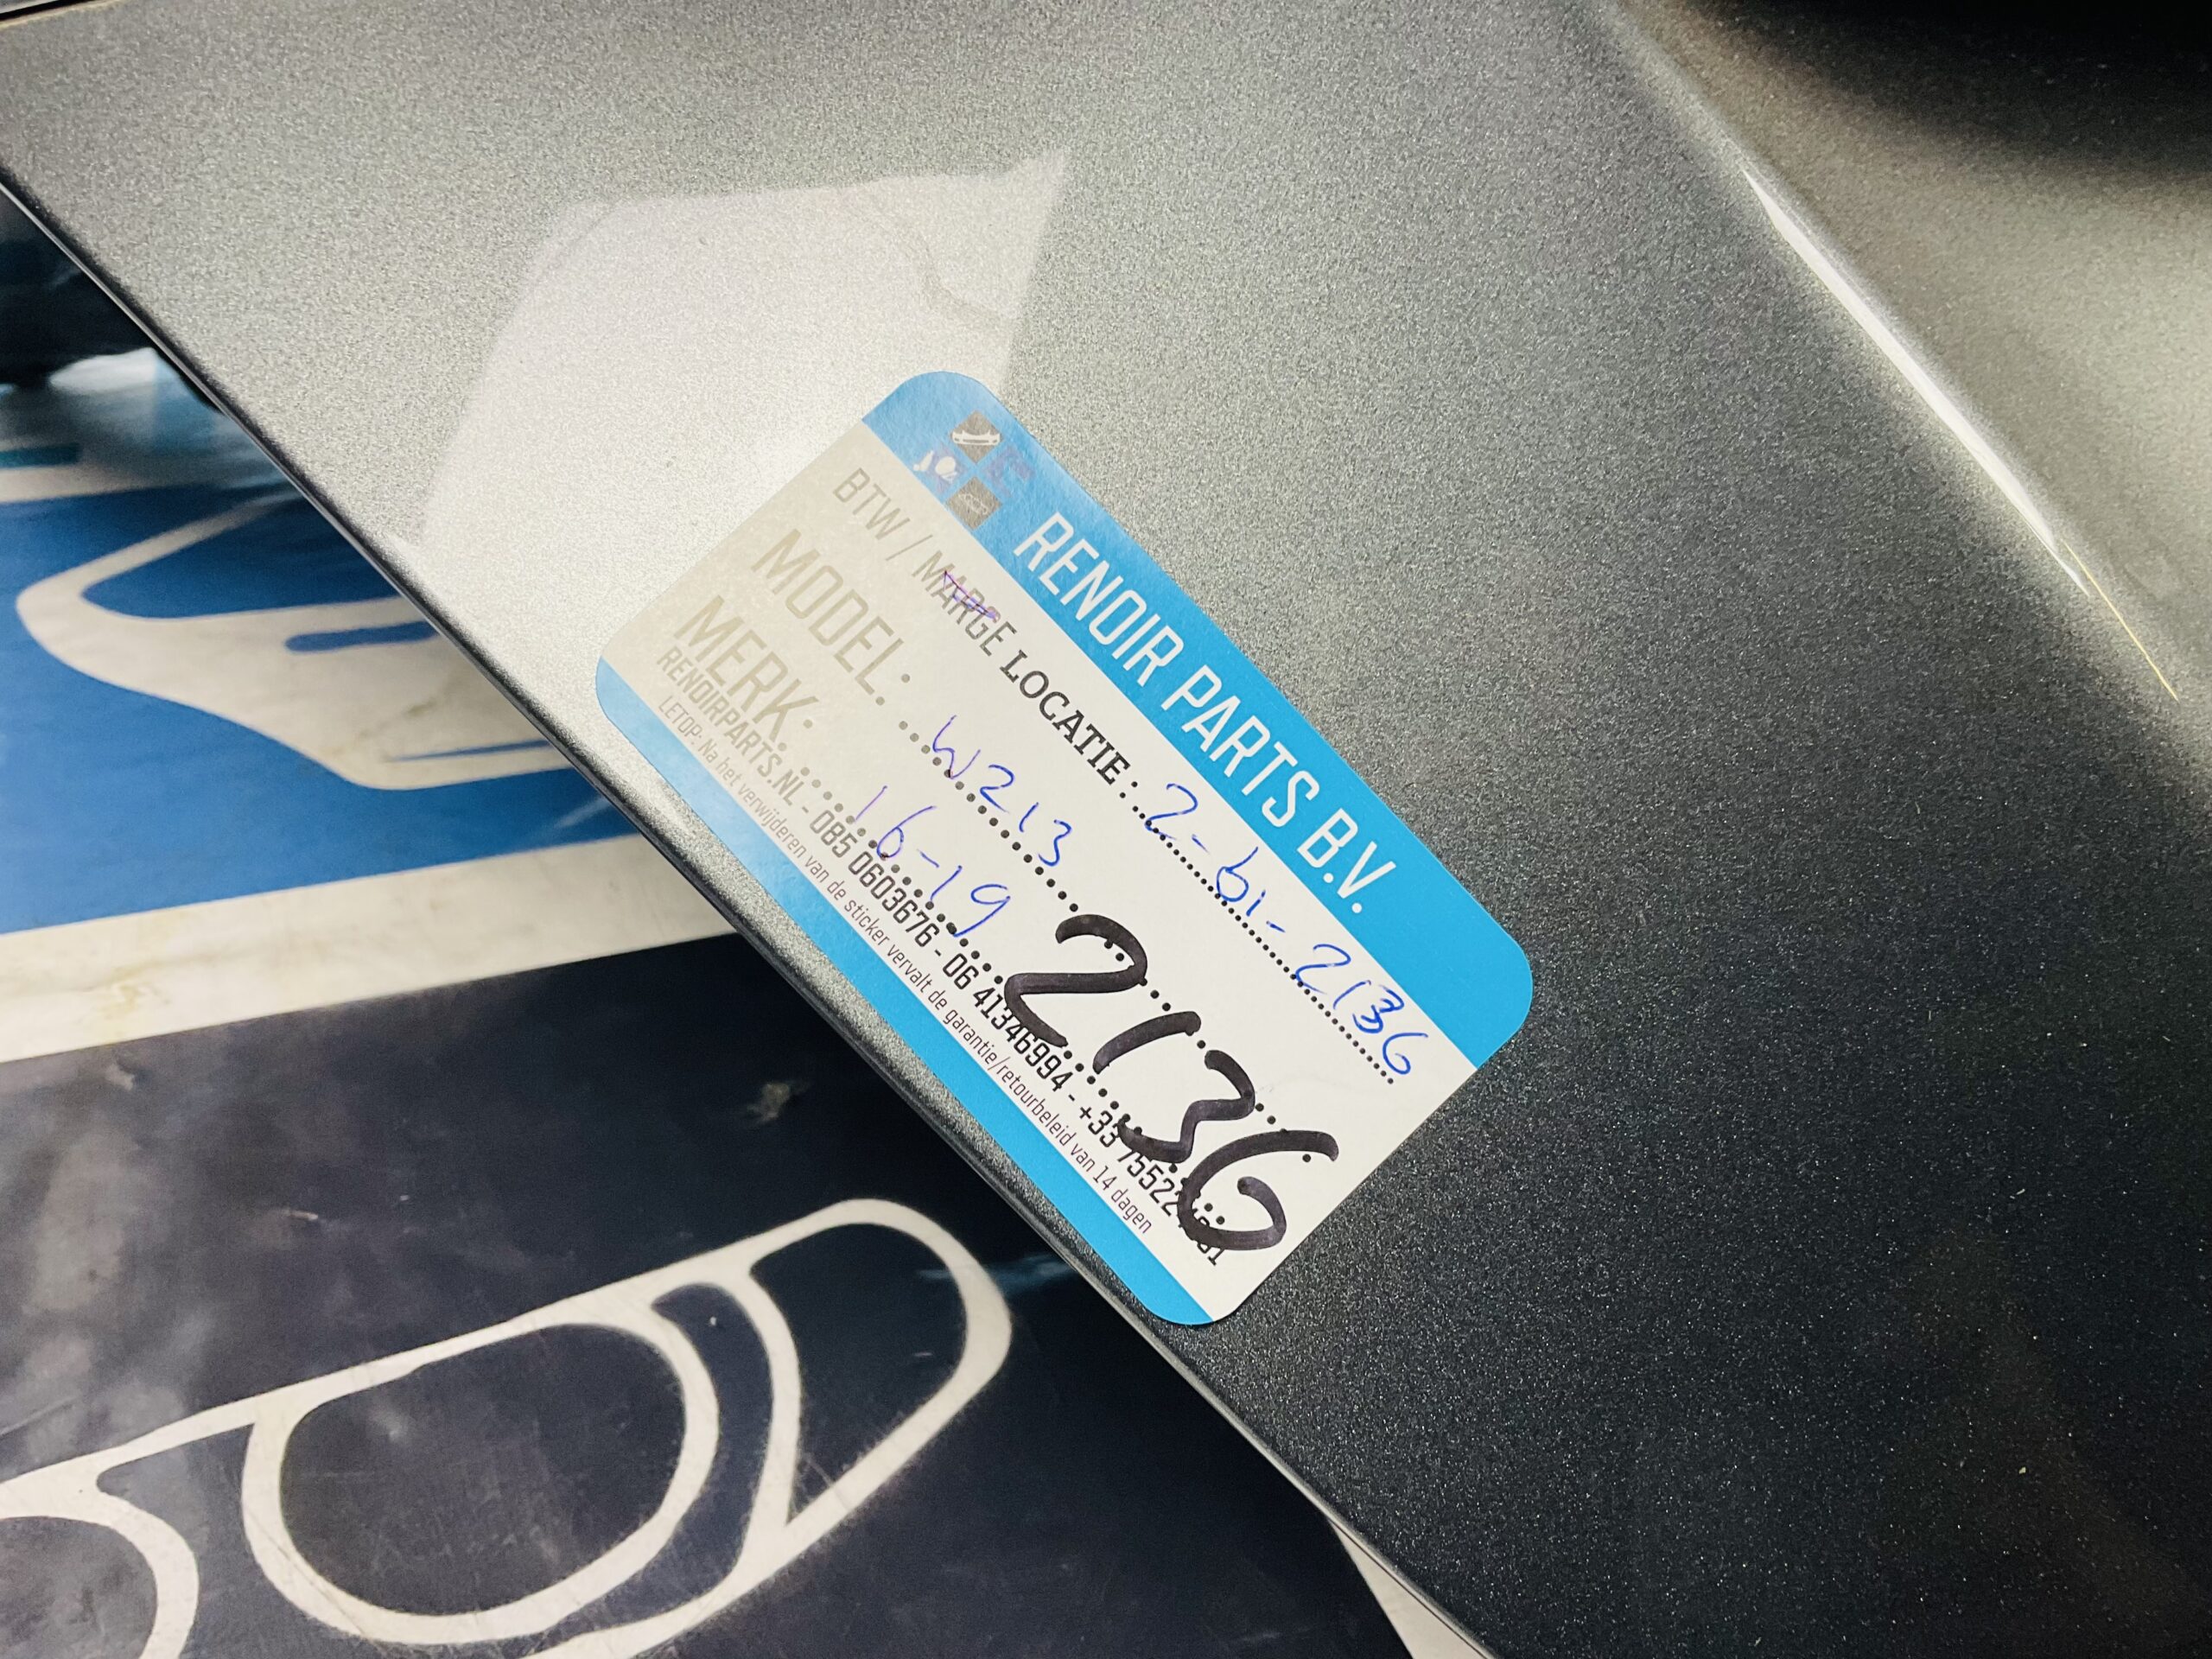 RENOIR PARTS B.V.
BTW / MARGE LOCATIE: 2-bi-2136
MODEL: W213
MERK: 16-19
2136
RENOIRPARTS.NL - 085 0603676 - 06 41346994 - +33
LETOP: Na het verwijderen van de sticker vervalt de garantie/retourbeleid van 14 dagen